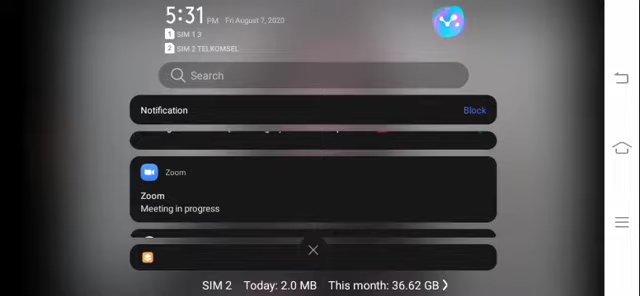 5:31 PM Fri.August 7, 2020
1 SIM 1 3
2 SIM 2 TELKOMSEL
Search
Notification Block
Zoom
Zoom
Meeting in progress
SIM 2 Today: 2.0 MB This month: 36.62 GB